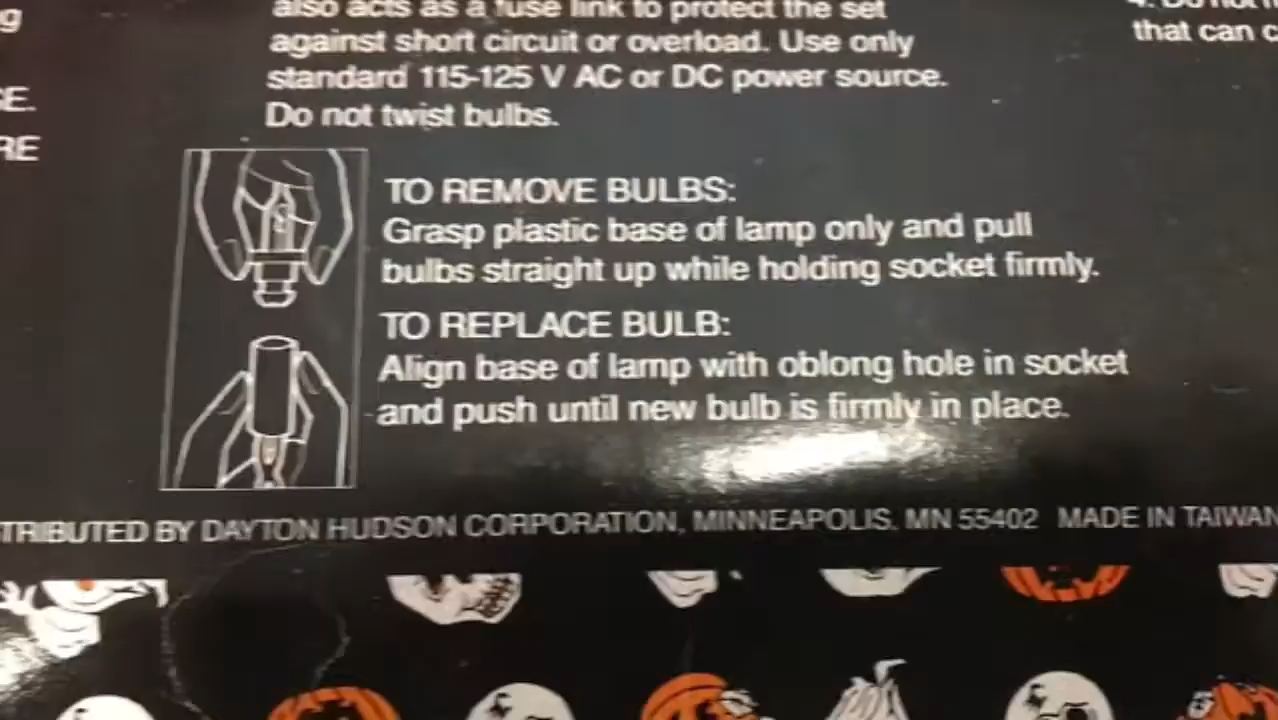 g
E.
RE
also acts as a fuse link to protect the set
against short circuit or overload. Use only
standard 115-125 V AC or DC power source.
Do not twist bulbs.
TO REMOVE BULBS:
Grasp plastic base of lamp only and pull
bulbs straight up while holding socket firmly.
TO REPLACE BULB:
Align base of lamp with oblong hole in socket
and push until new bulb is firmly in place.
4. Do not
that can c
TRIBUTED BY DAYTON HUDSON CORPORATION, MINNEAPOLIS, MN 55402 MADE IN TAIWAN